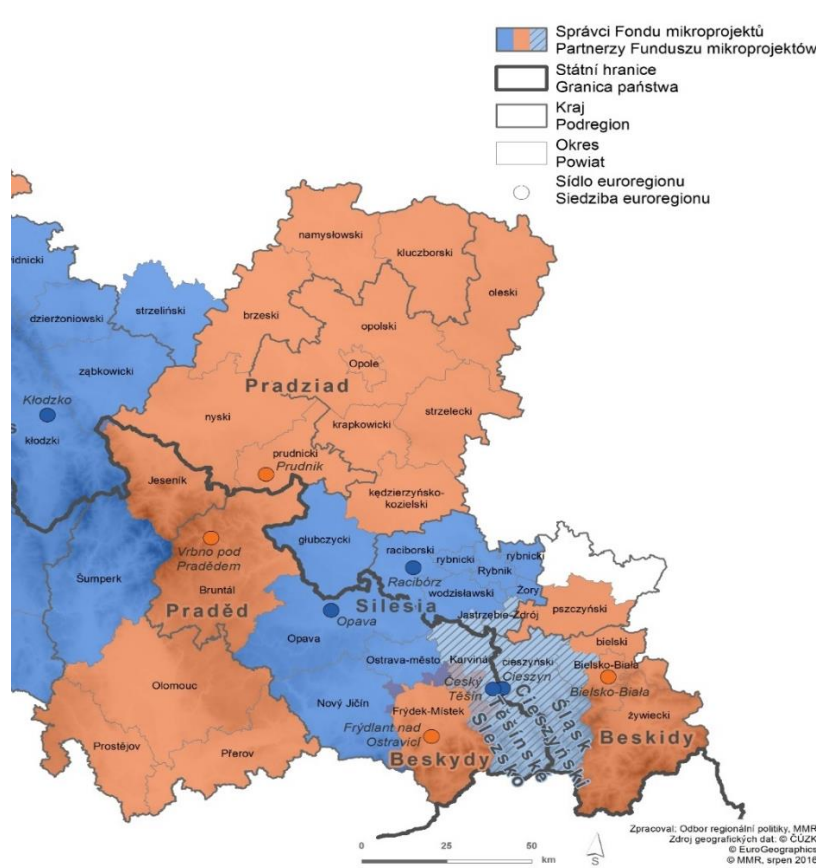 Správci Fondu mikroprojektů
Partnerzy Funduszu mikroprojektów
Státní hranice
Granica państwa
Kraj
Podregion
Okres
Powiat
Sídlo euroregionu
Siedziba euroregionu
namysłowski
kluczborski
oleski
idnicki
strzeliński
dzierżoniowski
brzeski
opolski
Opole
ząbkowicki
Pradziad
Kłodzko
nyski
strzelecki
krapkowicki
s
kłodzki
prudnicki
Prudnik
Jeseník
kędzierzyńsko-
kozielski
głubczycki
Vrbno pod
Pradědem
raciborski
rybnicki
rybnicki
Rybnik
Racibórz
Šumperk
Bruntál
wodzisławski
Żory
Praděd
Silesia
Jastrzębie-Zdrój
pszczyński
Opava
Opava
bielski
Ostrava-město
Karviná
cieszyński
Bielsko-Biała
Bielsko-Biała
Olomouc
Český
Těšín
Cieszyn
Nový Jičín
Frýdek-Místek
żywiecki
Śląsk
Cieszyński
Těšínské
Slezsko
Frýdlant nad
Ostravicí
Beskydy
Beskidy
Prostějov
Přerov
Zpracoval: Odbor regionální politiky, MMR
Zdroj geografických dat: © ČÚZK
© EuroGeographics
© MMR, srpen 2016
0 25 50
km
S